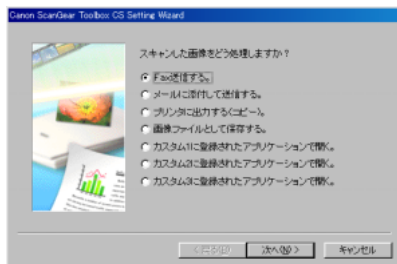 Canon ScanGear Toolbox CS Setting Wizard
スキャンした画像をどう処理しますか？
Fax送信する。
メールに添付して送信する。
プリンタに出力する(コピー)。
画像ファイルとして保存する。
カスタム1に登録されたアプリケーションで開く。
カスタム2に登録されたアプリケーションで開く。
カスタム3に登録されたアプリケーションで開く。
< 戻る(B) 次へ(N) > キャンセル